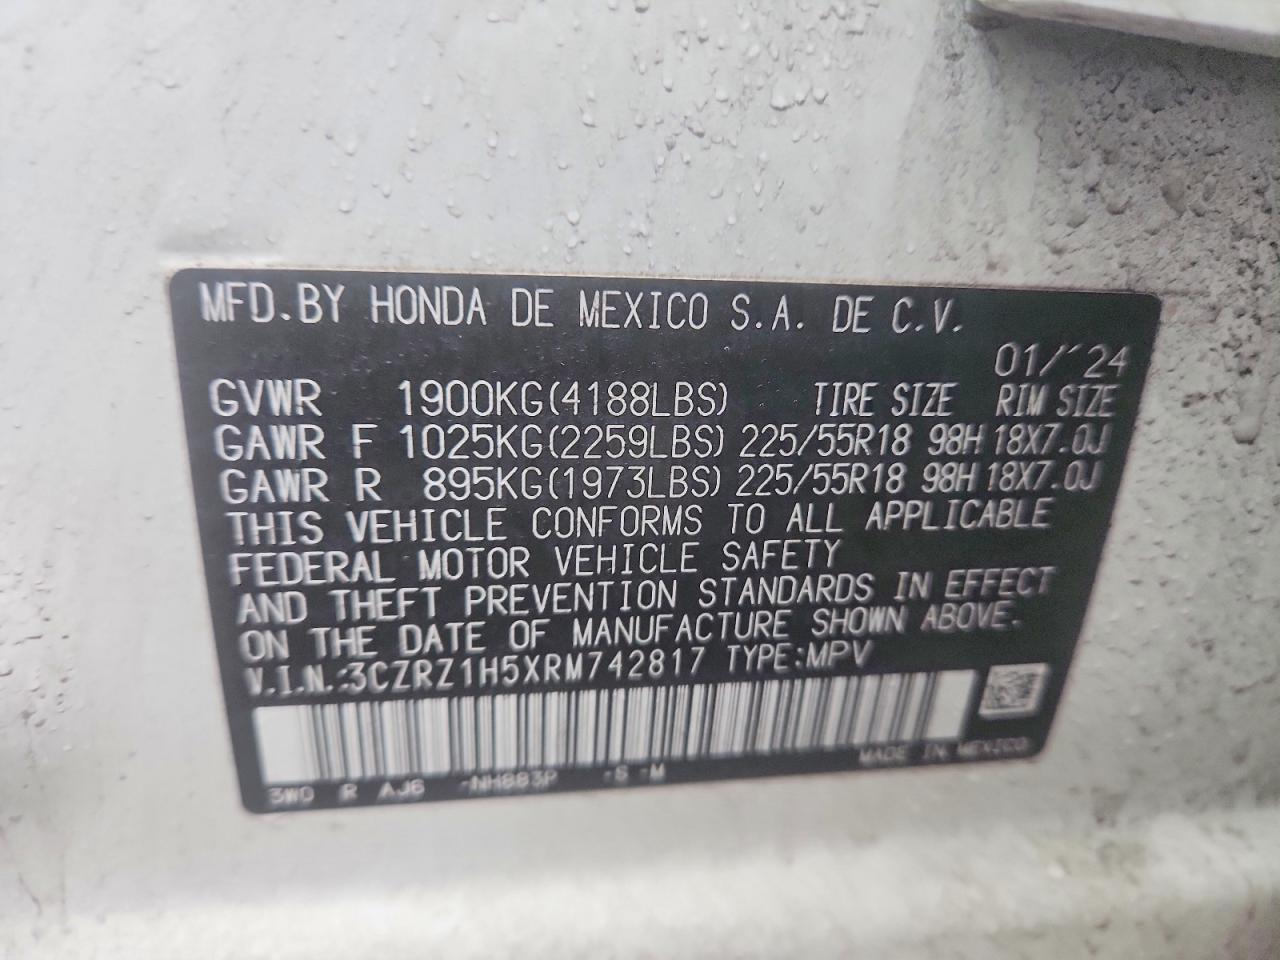 MFD.BY HONDA DE MEXICO S.A. DE C.V.
01/'24
GVWR 1900KG(4188LBS) TIRE SIZE RIM SIZE
GAWR F 1025KG(2259LBS) 225/55R18 98H 18X7.0J
GAWR R 895KG(1973LBS) 225/55R18 98H 18X7.0J
THIS VEHICLE CONFORMS TO ALL APPLICABLE
FEDERAL MOTOR VEHICLE SAFETY
AND THEFT PREVENTION STANDARDS IN EFFECT
ON THE DATE OF MANUFACTURE SHOWN ABOVE.
V.I.N.:3CZRZ1H5XRM742817 TYPE:MPV
MADE IN MEXICO
3W0 R AJ6 -NH883P -S -M